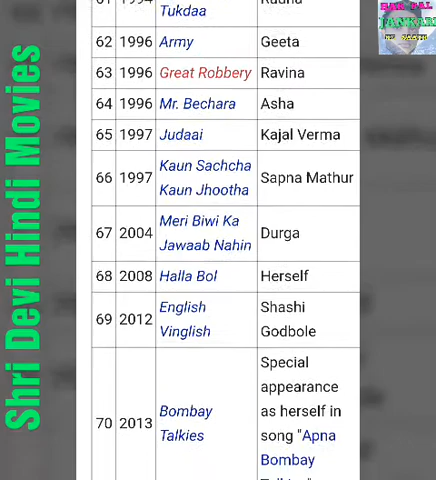 Shri Devi Hindi Movies
HAR PAL
JANKARI
Tukdaa
62 1996 Army Geeta
63 1996 Great Robbery Ravina
64 1996 Mr. Bechara Asha
65 1997 Judaai Kajal Verma
66 1997 Kaun Sachcha Kaun Jhootha Sapna Mathur
67 2004 Meri Biwi Ka Jawaab Nahin Durga
68 2008 Halla Bol Herself
69 2012 English Vinglish Shashi Godbole
70 2013 Bombay Talkies Special appearance as herself in song "Apna Bombay